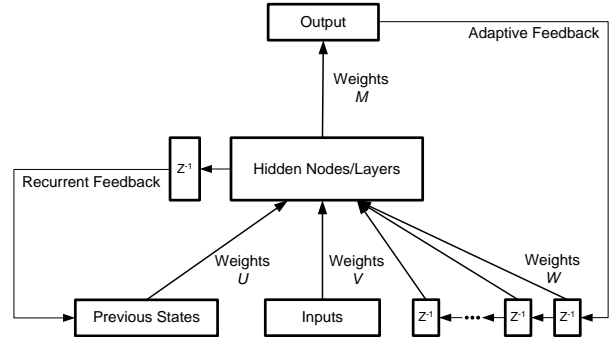 Output
Adaptive Feedback
Weights
M
Z-1
Hidden Nodes/Layers
Recurrent Feedback
Weights
U
Weights
V
Weights
W
Previous States
Inputs
Z-1
Z-1
Z-1